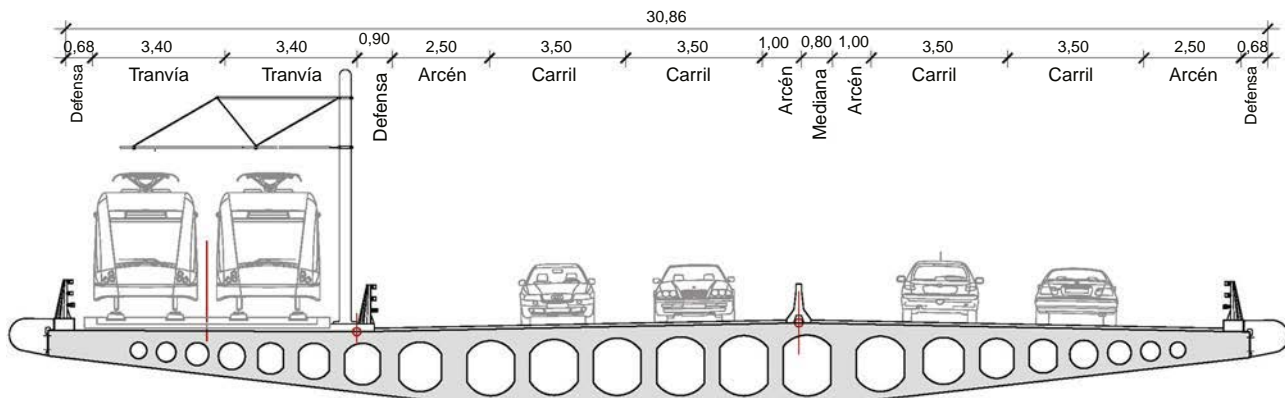 30,86
0,68 3,40 3,40 0,90 2,50 3,50 3,50 1,00 0,80 1,00 3,50 3,50 2,50 0,68
Defensa Tranvía Tranvía Defensa Arcén Carril Carril Arcén Mediana Arcén Carril Carril Arcén Defensa